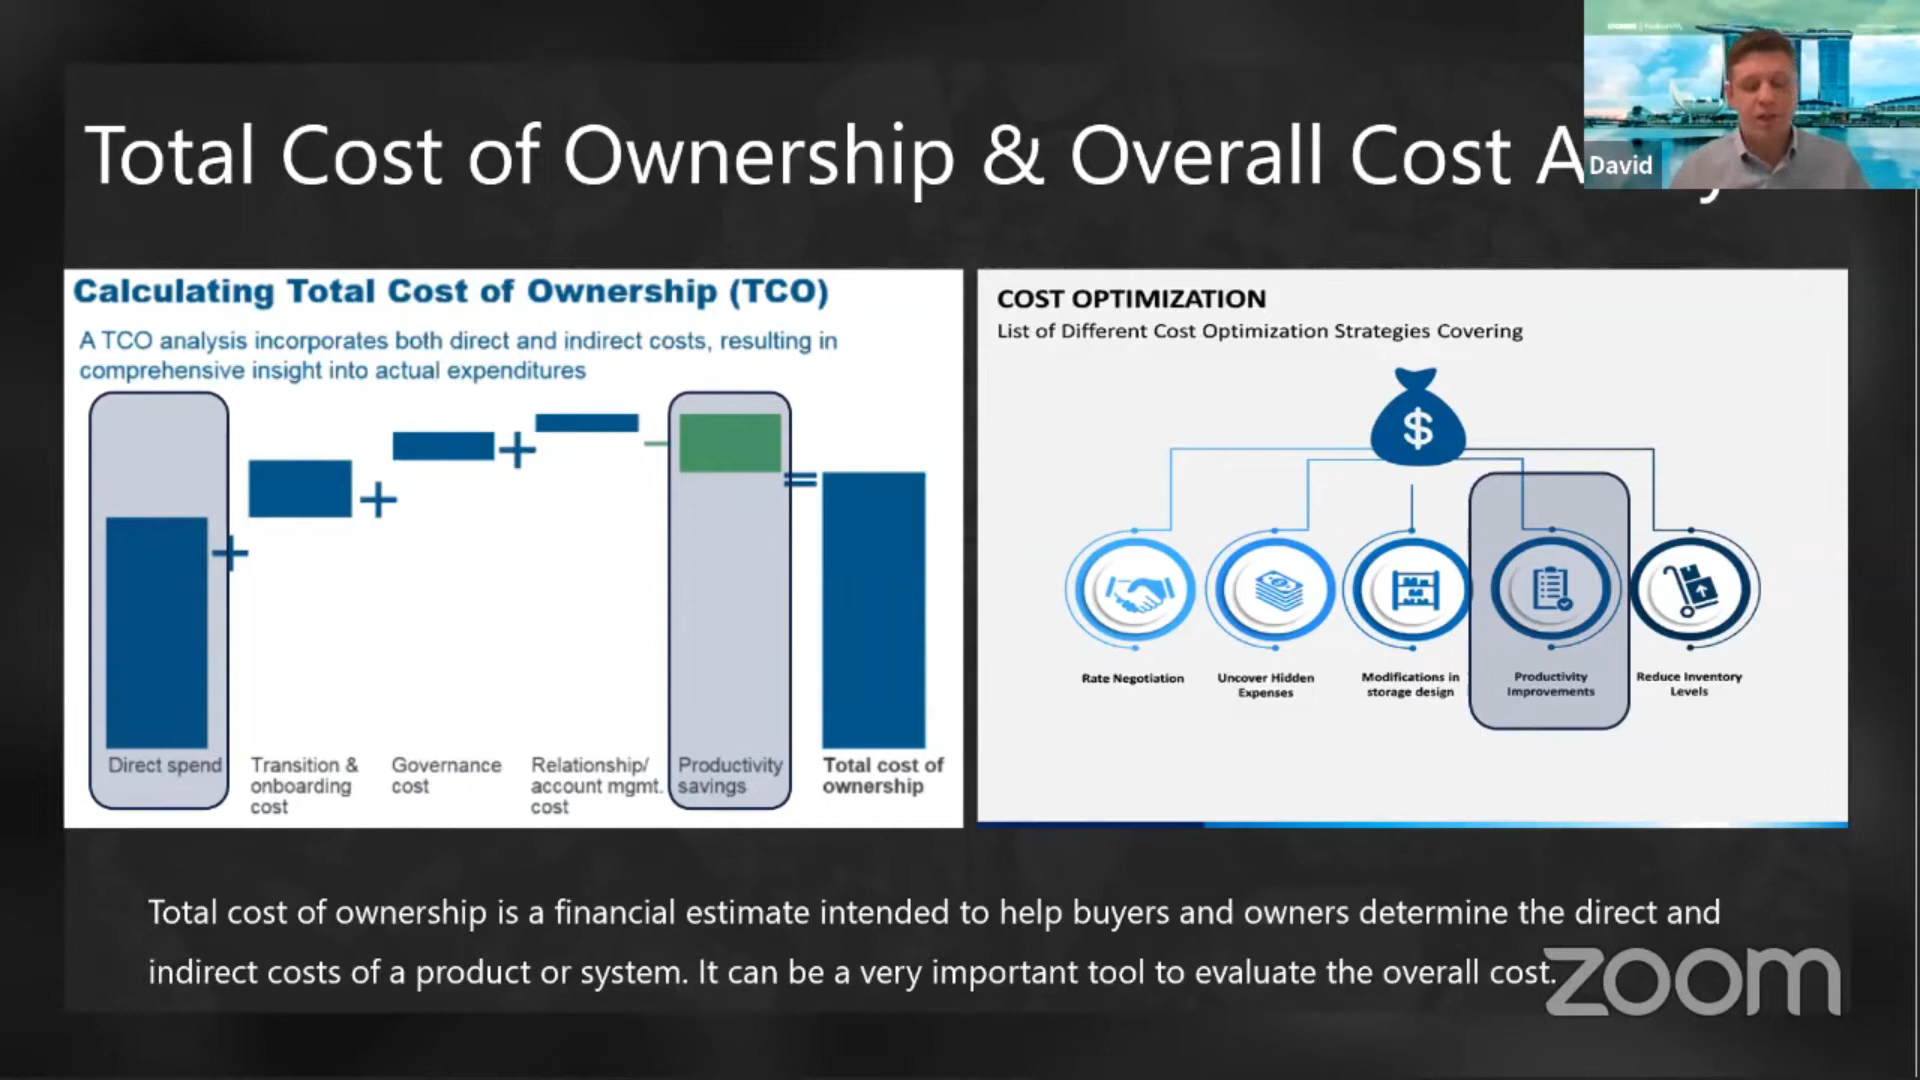 Total Cost of Ownership & Overall Cost
David
Calculating Total Cost of Ownership (TCO)
A TCO analysis incorporates both direct and indirect costs, resulting in
comprehensive insight into actual expenditures
+
+
+
−
=
Direct spend
Transition &
onboarding
cost
Governance
cost
Relationship/
account mgmt.
cost
Productivity
savings
Total cost of
ownership
COST OPTIMIZATION
List of Different Cost Optimization Strategies Covering
$
Rate Negotiation
Uncover Hidden
Expenses
Modifications in
storage design
Productivity
Improvements
Reduce Inventory
Levels
Total cost of ownership is a financial estimate intended to help buyers and owners determine the direct and
indirect costs of a product or system. It can be a very important tool to evaluate the overall cost.
zoom